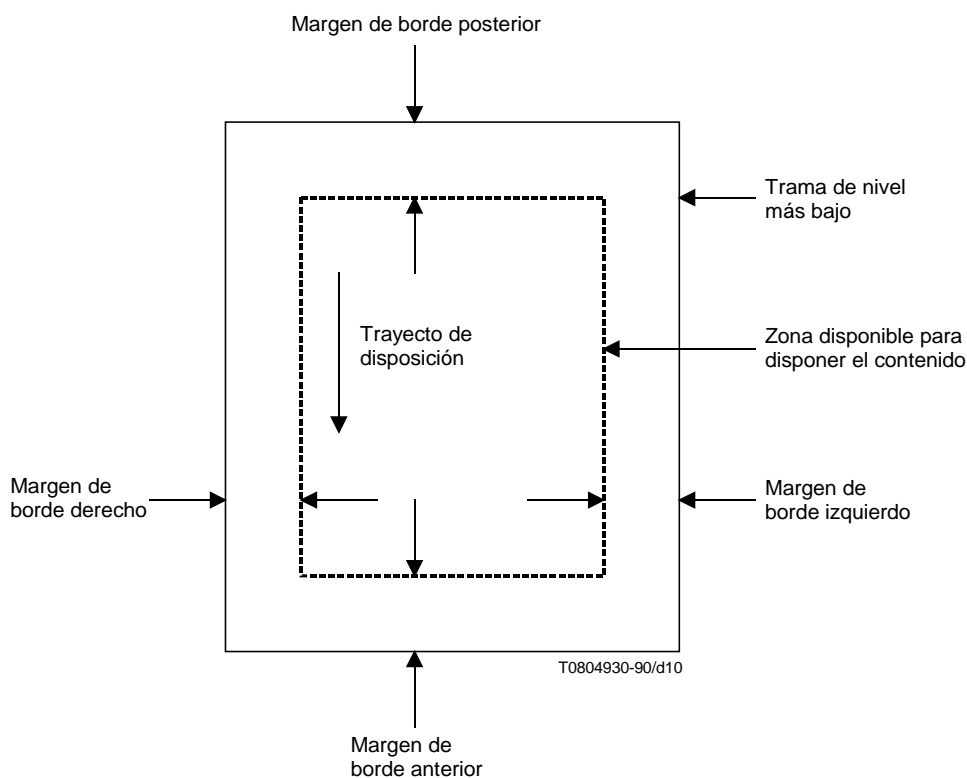 Margen de borde posterior
Trama de nivel
más bajo
Trayecto de
disposición
Zona disponible para
disponer el contenido
Margen de
borde derecho
Margen de
borde izquierdo
T0804930-90/d10
Margen de
borde anterior